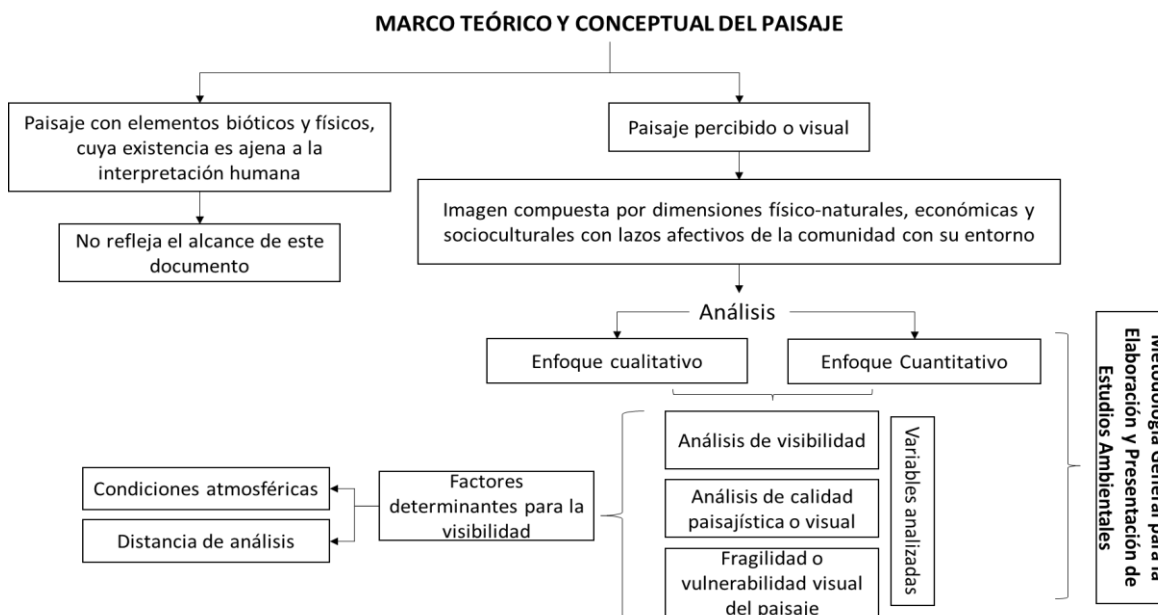 MARCO TEÓRICO Y CONCEPTUAL DEL PAISAJE
Paisaje con elementos bióticos y físicos,
cuya existencia es ajena a la
interpretación humana
Paisaje percibido o visual
No refleja el alcance de este
documento
Imagen compuesta por dimensiones físico-naturales, económicas y
socioculturales con lazos afectivos de la comunidad con su entorno
Análisis
Enfoque cualitativo
Enfoque Cuantitativo
Metodología General para la
Elaboración y Presentación de
Estudios Ambientales
Análisis de visibilidad
Análisis de calidad
paisajística o visual
Fragilidad o
vulnerabilidad visual
del paisaje
Variables analizadas
Factores
determinantes para la
visibilidad
Condiciones atmosféricas
Distancia de análisis